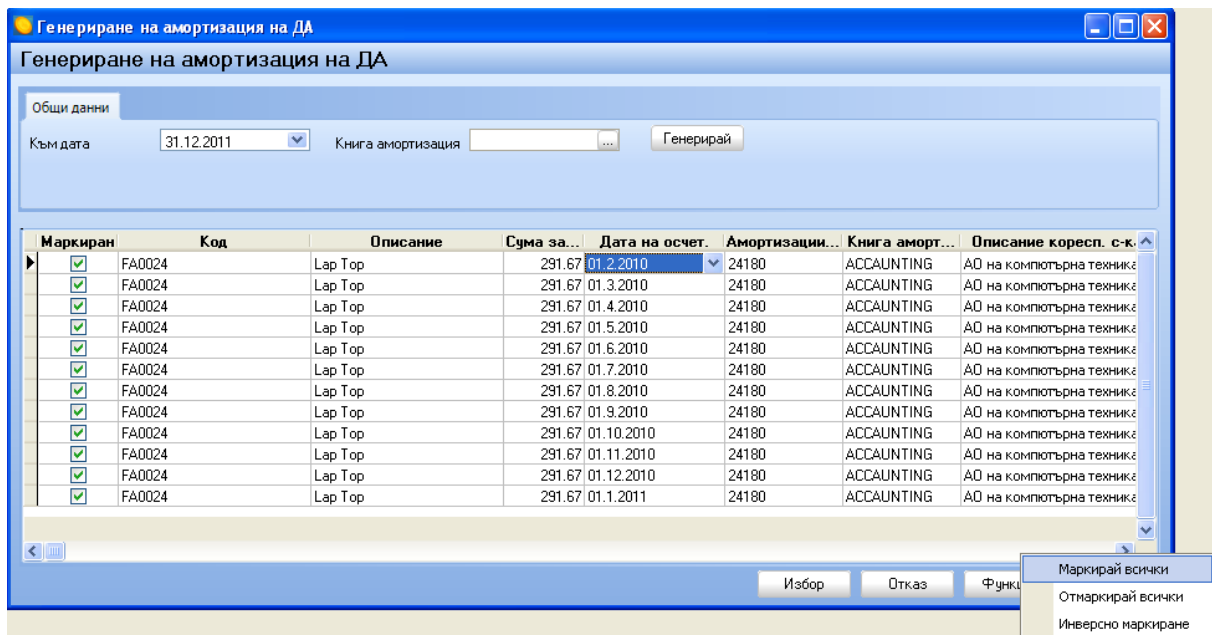 Генериране на амортизация на ДА
Генериране на амортизация на ДА
Общи данни
Към дата 31.12.2011 Книга амортизация ... Генерирай
Маркиран Код Описание Сума за... Дата на осчет. Амортизации... Книга аморт... Описание коресп. с-к
FA0024 Lap Top 291.67 01.2.2010 24180 ACCAUNTING АО на компютърна техника
FA0024 Lap Top 291.67 01.3.2010 24180 ACCAUNTING АО на компютърна техника
FA0024 Lap Top 291.67 01.4.2010 24180 ACCAUNTING АО на компютърна техника
FA0024 Lap Top 291.67 01.5.2010 24180 ACCAUNTING АО на компютърна техника
FA0024 Lap Top 291.67 01.6.2010 24180 ACCAUNTING АО на компютърна техника
FA0024 Lap Top 291.67 01.7.2010 24180 ACCAUNTING АО на компютърна техника
FA0024 Lap Top 291.67 01.8.2010 24180 ACCAUNTING АО на компютърна техника
FA0024 Lap Top 291.67 01.9.2010 24180 ACCAUNTING АО на компютърна техника
FA0024 Lap Top 291.67 01.10.2010 24180 ACCAUNTING АО на компютърна техника
FA0024 Lap Top 291.67 01.11.2010 24180 ACCAUNTING АО на компютърна техника
FA0024 Lap Top 291.67 01.12.2010 24180 ACCAUNTING АО на компютърна техника
FA0024 Lap Top 291.67 01.1.2011 24180 ACCAUNTING АО на компютърна техника
Избор Отказ Функц
Маркирай всички
Отмаркирай всички
Инверсно маркиране